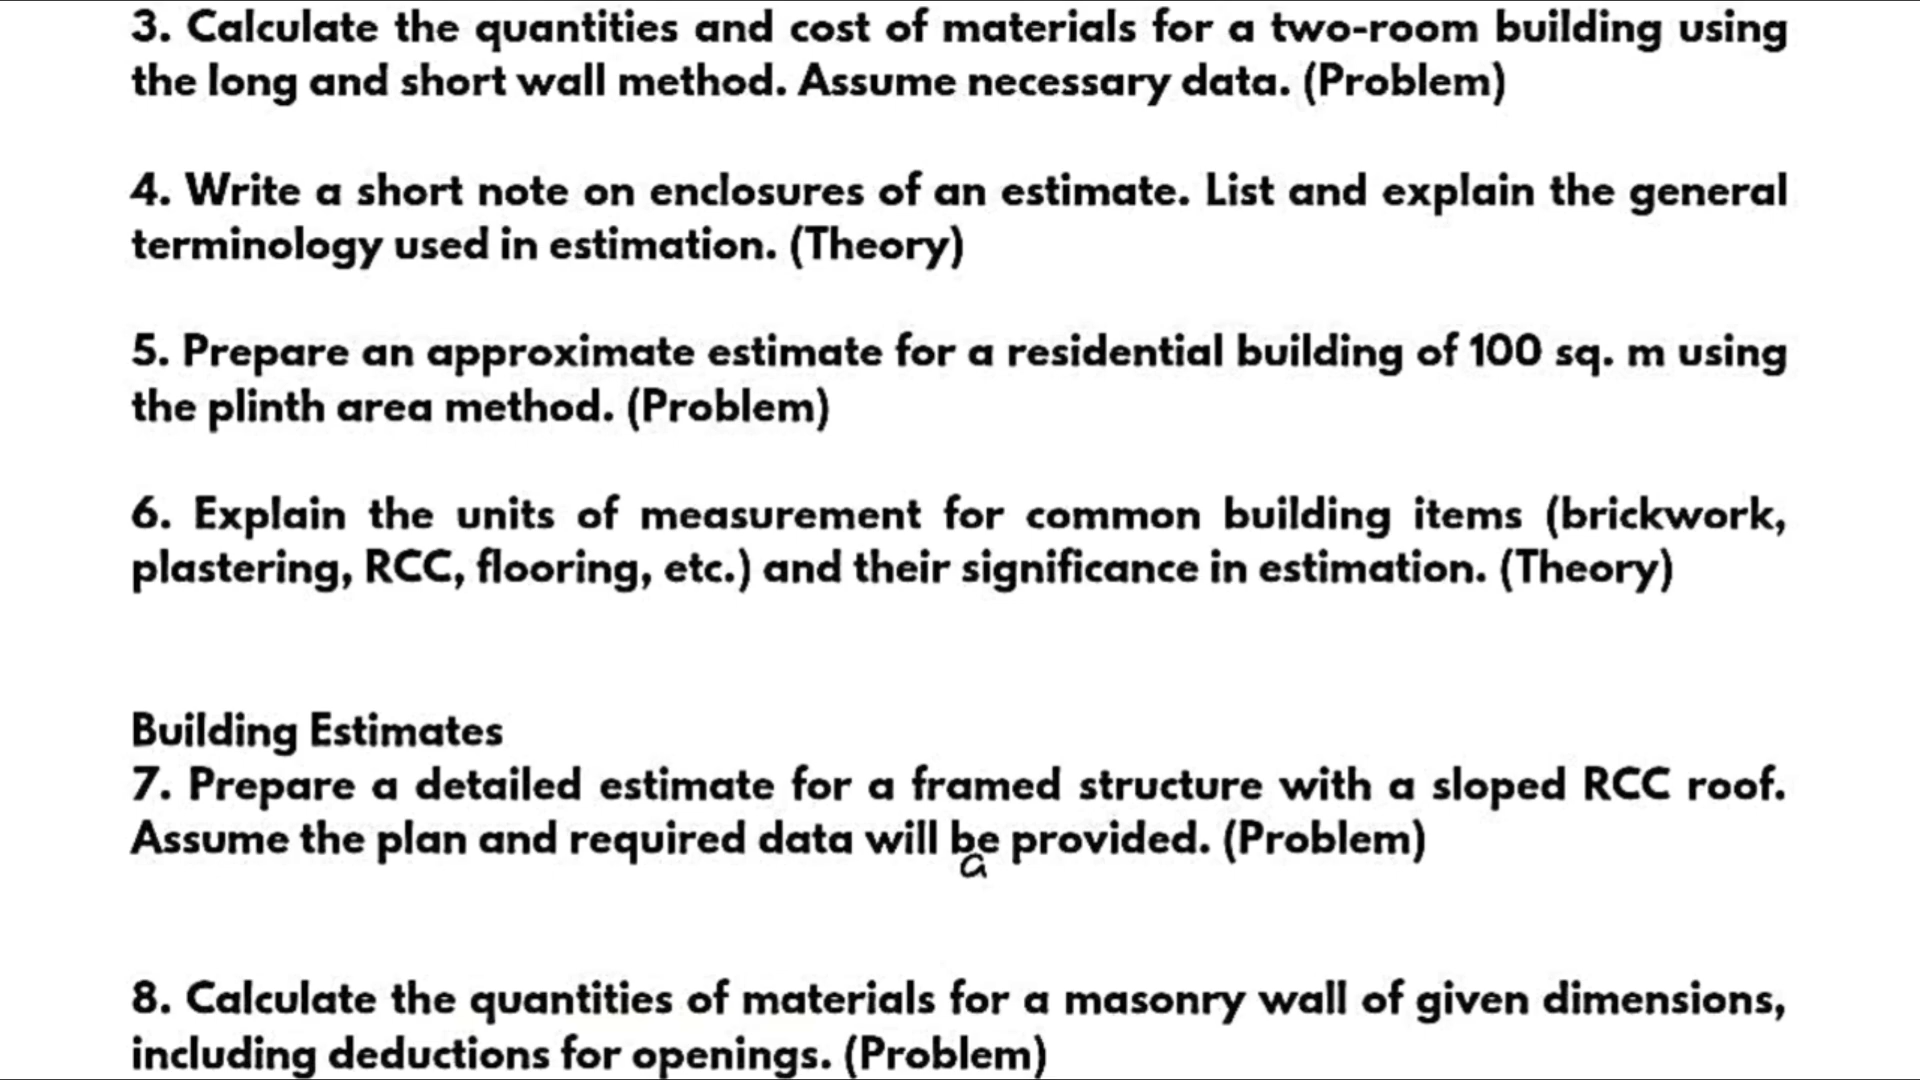 3. Calculate the quantities and cost of materials for a two-room building using
the long and short wall method. Assume necessary data. (Problem)
4. Write a short note on enclosures of an estimate. List and explain the general
terminology used in estimation. (Theory)
5. Prepare an approximate estimate for a residential building of 100 sq. m using
the plinth area method. (Problem)
6. Explain the units of measurement for common building items (brickwork,
plastering, RCC, flooring, etc.) and their significance in estimation. (Theory)
Building Estimates
7. Prepare a detailed estimate for a framed structure with a sloped RCC roof.
Assume the plan and required data will be provided. (Problem)
a
8. Calculate the quantities of materials for a masonry wall of given dimensions,
including deductions for openings. (Problem)